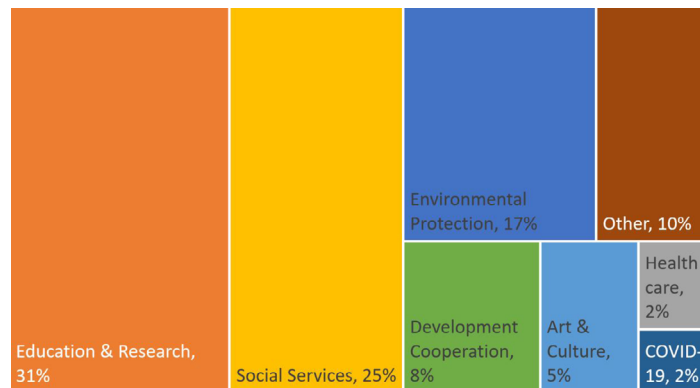 Education & Research,
31%
Social Services, 25%
Environmental
Protection, 17%
Other, 10%
Development
Cooperation,
8%
Art &
Culture,
5%
Health
care,
2%
COVID-
19, 2%